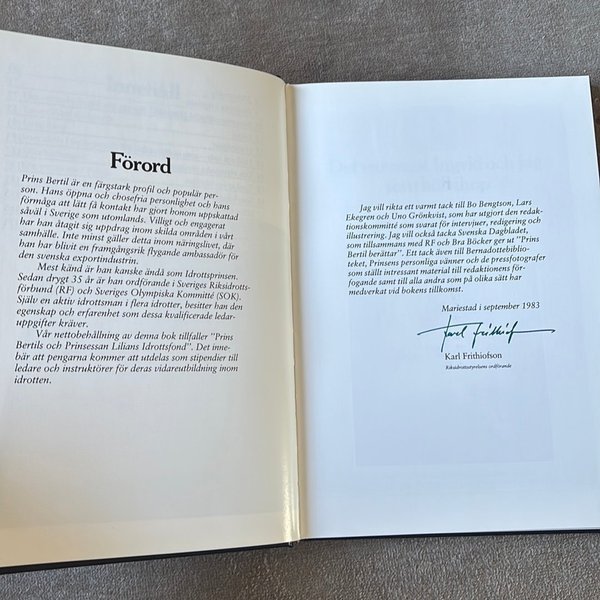 Förord
Prins Bertil är en färgstark profil och populär per-
son. Hans öppna och chosefria personlighet och hans
förmåga att lätt få kontakt har gjort honom uppskattad
såväl i Sverige som utomlands. Villigt och engagerat
har han åtagit sig uppdrag inom skilda områden i vårt
samhälle. Inte minst gäller detta inom näringslivet, där
han har blivit en framgångsrik flygande ambassadör för
den svenska exportindustrin.
Mest känd är han kanske ändå som Idrottsprinsen.
Sedan drygt 35 år är han ordförande i Sveriges Riksidrotts-
förbund (RF) och Sveriges Olympiska Kommitté (SOK).
Själv en aktiv idrottsman i flera idrotter, besitter han den
egenskap och erfarenhet som dessa kvalificerade ledar-
uppgifter kräver.
Vår nettobehållning av denna bok tillfaller "Prins
Bertils och Prinsessan Lilians Idrottsfond". Det inne-
bär att pengarna kommer att utdelas som stipendier till
ledare och instruktörer för deras vidareutbildning inom
idrotten.
Jag vill rikta ett varmt tack till Bo Bengtson, Lars
Ekegren och Uno Grönkvist, som har utgjort den redak-
tionskommitté som svarat för intervjuer, redigering och
illustrering. Jag vill också tacka Svenska Dagbladet,
som tillsammans med RF och Bra Böcker ger ut "Prins
Bertil berättar". Ett tack även till Bernadottebiblio-
teket, Prinsens personliga vänner och de pressfotografer
som ställt intressant material till redaktionens för-
fogande samt till alla andra som på olika sätt har
medverkat vid bokens tillkomst.
Mariestad i september 1983
Karl Frithiof
Karl Frithiofson
Riksidrottsstyrelsens ordförande